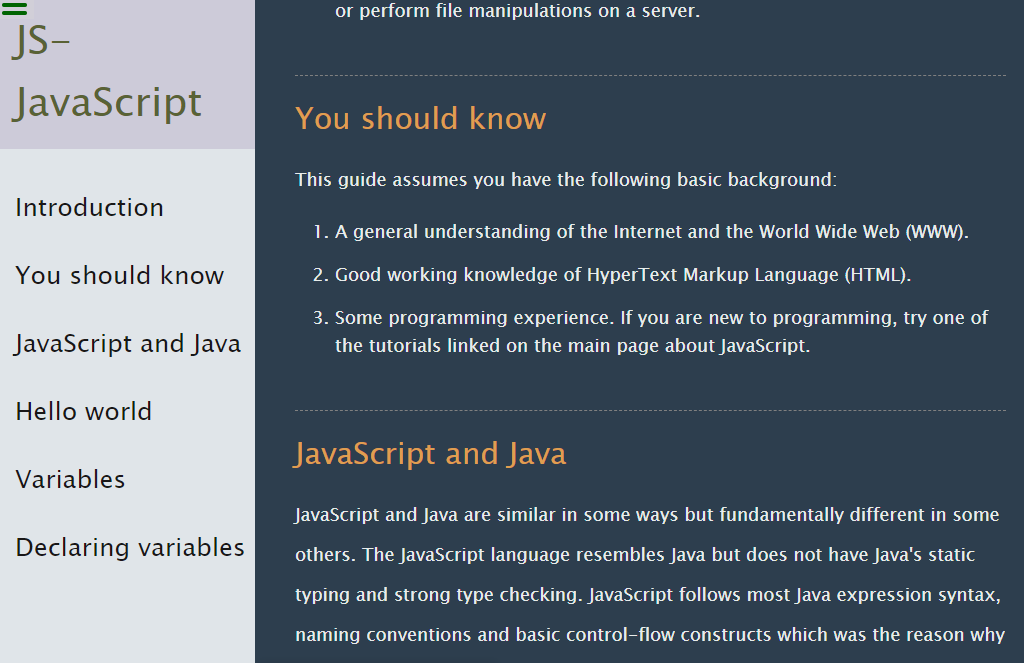 JS-
JavaScript
Introduction
You should know
JavaScript and Java
Hello world
Variables
Declaring variables
or perform file manipulations on a server.
You should know
This guide assumes you have the following basic background:
1. A general understanding of the Internet and the World Wide Web (WWW).
2. Good working knowledge of HyperText Markup Language (HTML).
3. Some programming experience. If you are new to programming, try one of
the tutorials linked on the main page about JavaScript.
JavaScript and Java
JavaScript and Java are similar in some ways but fundamentally different in some
others. The JavaScript language resembles Java but does not have Java's static
typing and strong type checking. JavaScript follows most Java expression syntax,
naming conventions and basic control-flow constructs which was the reason why